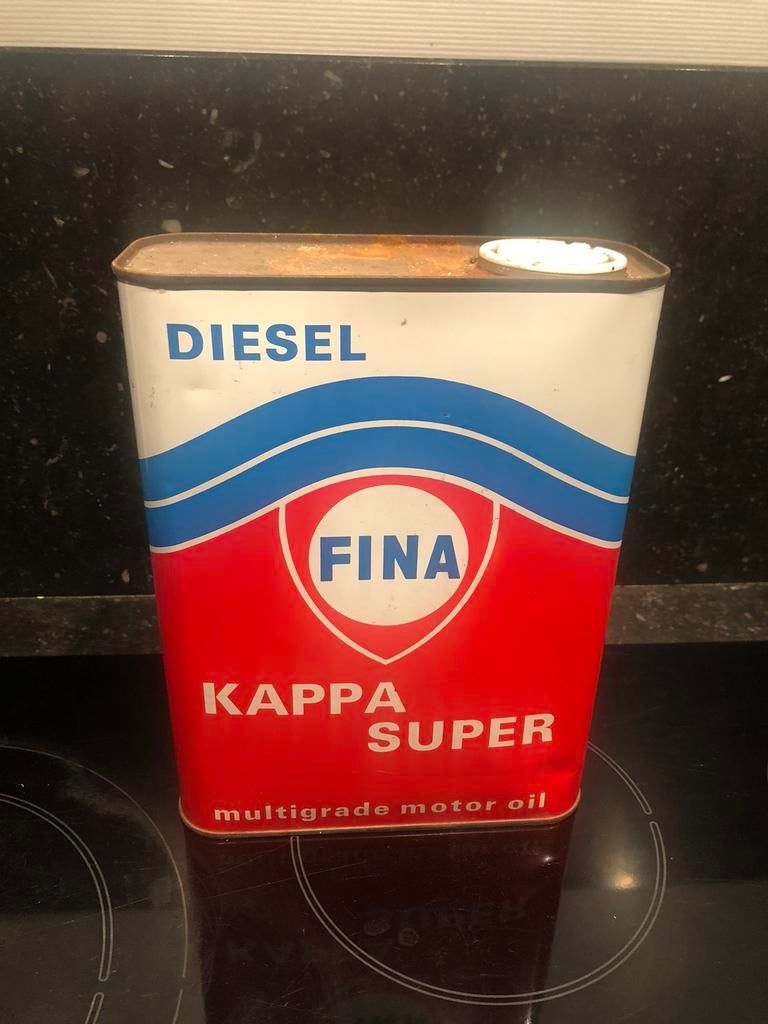 DIESEL
FINA
KAPPA
SUPER
multigrade motor oil